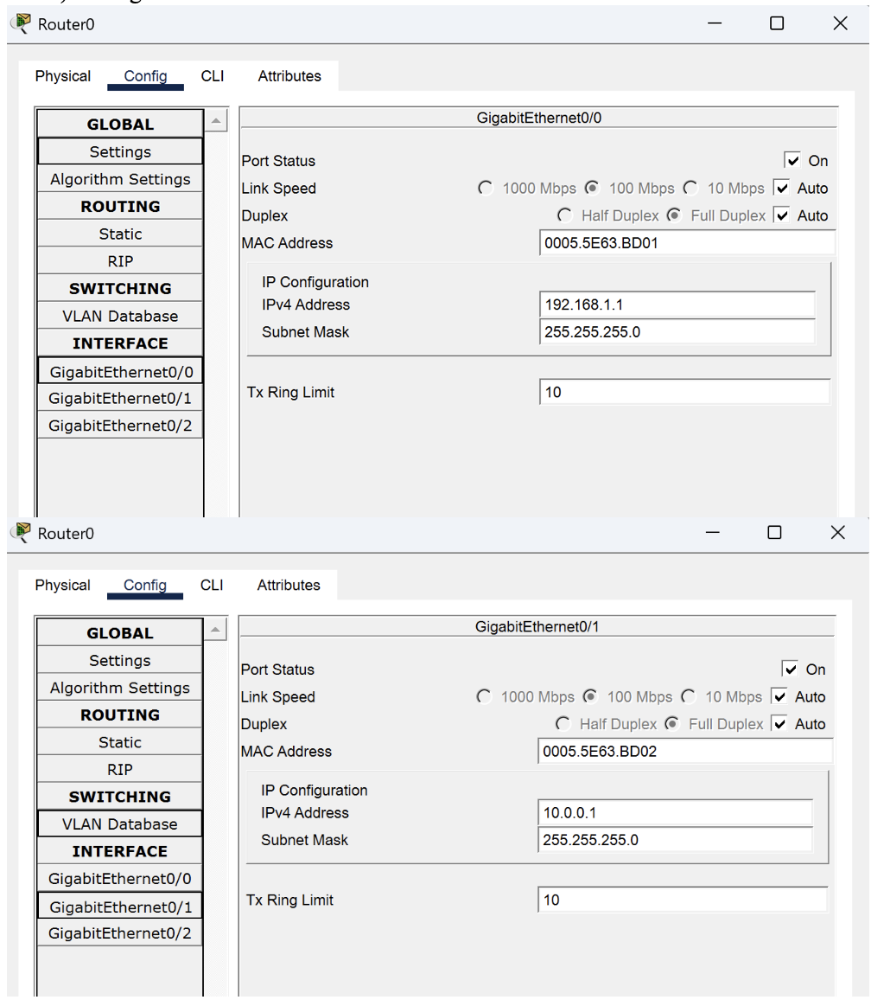 Router0
Physical Config CLI Attributes
GLOBAL
Settings
Algorithm Settings
ROUTING
Static
RIP
SWITCHING
VLAN Database
INTERFACE
GigabitEthernet0/0
GigabitEthernet0/1
GigabitEthernet0/2
GigabitEthernet0/0
Port Status On
Link Speed 1000 Mbps 100 Mbps 10 Mbps Auto
Duplex Half Duplex Full Duplex Auto
MAC Address 0005.5E63.BD01
IP Configuration
IPv4 Address 192.168.1.1
Subnet Mask 255.255.255.0
Tx Ring Limit 10
Router0
Physical Config CLI Attributes
GLOBAL
Settings
Algorithm Settings
ROUTING
Static
RIP
SWITCHING
VLAN Database
INTERFACE
GigabitEthernet0/0
GigabitEthernet0/1
GigabitEthernet0/2
GigabitEthernet0/1
Port Status On
Link Speed 1000 Mbps 100 Mbps 10 Mbps Auto
Duplex Half Duplex Full Duplex Auto
MAC Address 0005.5E63.BD02
IP Configuration
IPv4 Address 10.0.0.1
Subnet Mask 255.255.255.0
Tx Ring Limit 10